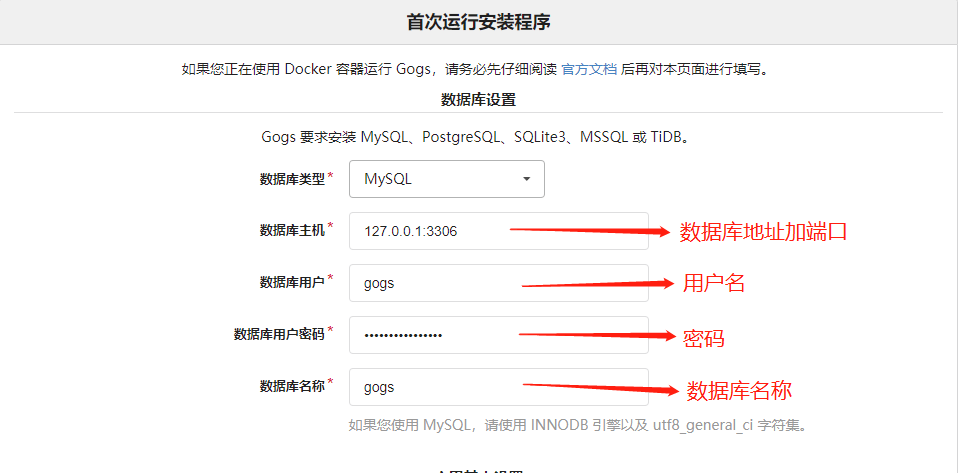 首次运行安装程序
如果您正在使用 Docker 容器运行 Gogs，请务必先仔细阅读 官方文档 后再对本页面进行填写。
数据库设置
Gogs 要求安装 MySQL、PostgreSQL、SQLite3、MSSQL 或 TiDB。
数据库类型* MySQL
数据库主机* 127.0.0.1:3306 数据库地址加端口
数据库用户* gogs 用户名
数据库用户密码* •••••••••••••••• 密码
数据库名称* gogs 数据库名称
如果您使用 MySQL，请使用 INNODB 引擎以及 utf8_general_ci 字符集。